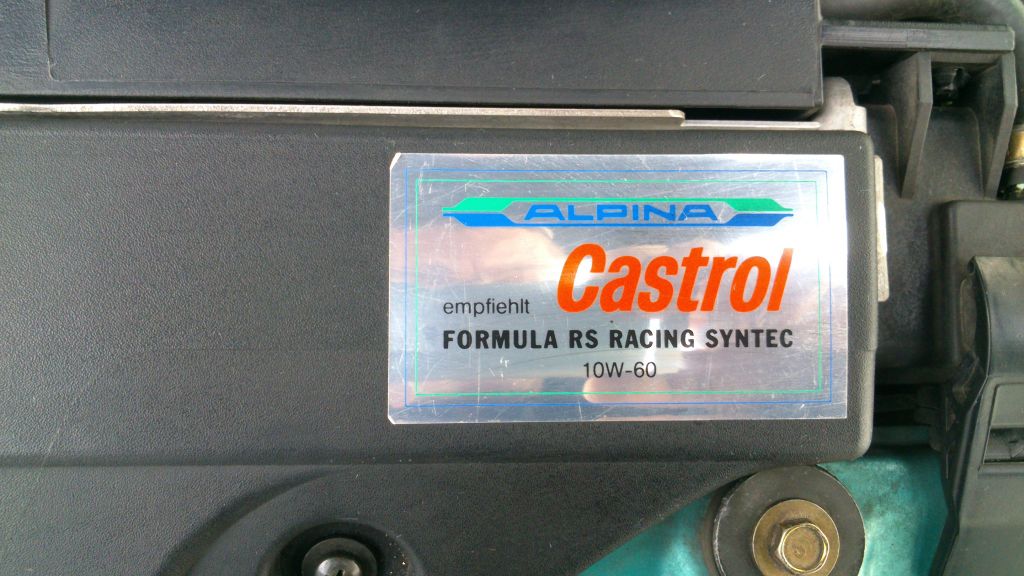 ALPINA
empfiehlt Castrol
FORMULA RS RACING SYNTEC
10W-60